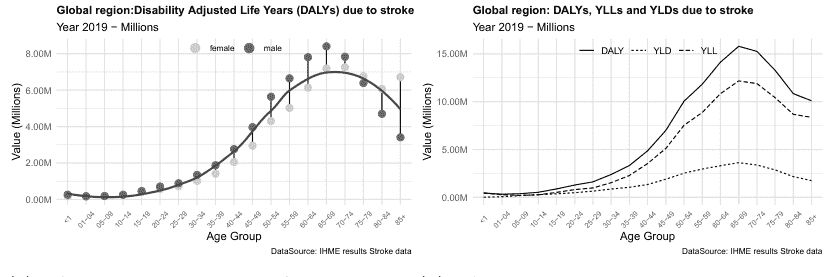 Global region:Disability Adjusted Life Years (DALYs) due to stroke
Year 2019 − Millions
female male
8.00M
6.00M
4.00M
2.00M
0.00M
Value (Millions)
<1 01−04 05−09 10−14 15−19 20−24 25−29 30−34 35−39 40−44 45−49 50−54 55−59 60−64 65−69 70−74 75−79 80−84 85+
Age Group
DataSource: IHME results Stroke data
Global region: DALYs, YLLs and YLDs due to stroke
Year 2019 − Millions
DALY YLD YLL
15.00M
10.00M
5.00M
0.00M
Value (Millions)
<1 01−04 05−09 10−14 15−19 20−24 25−29 30−34 35−39 40−44 45−49 50−54 55−59 60−64 65−69 70−74 75−79 80−84 85+
Age Group
DataSource: IHME results Stroke data